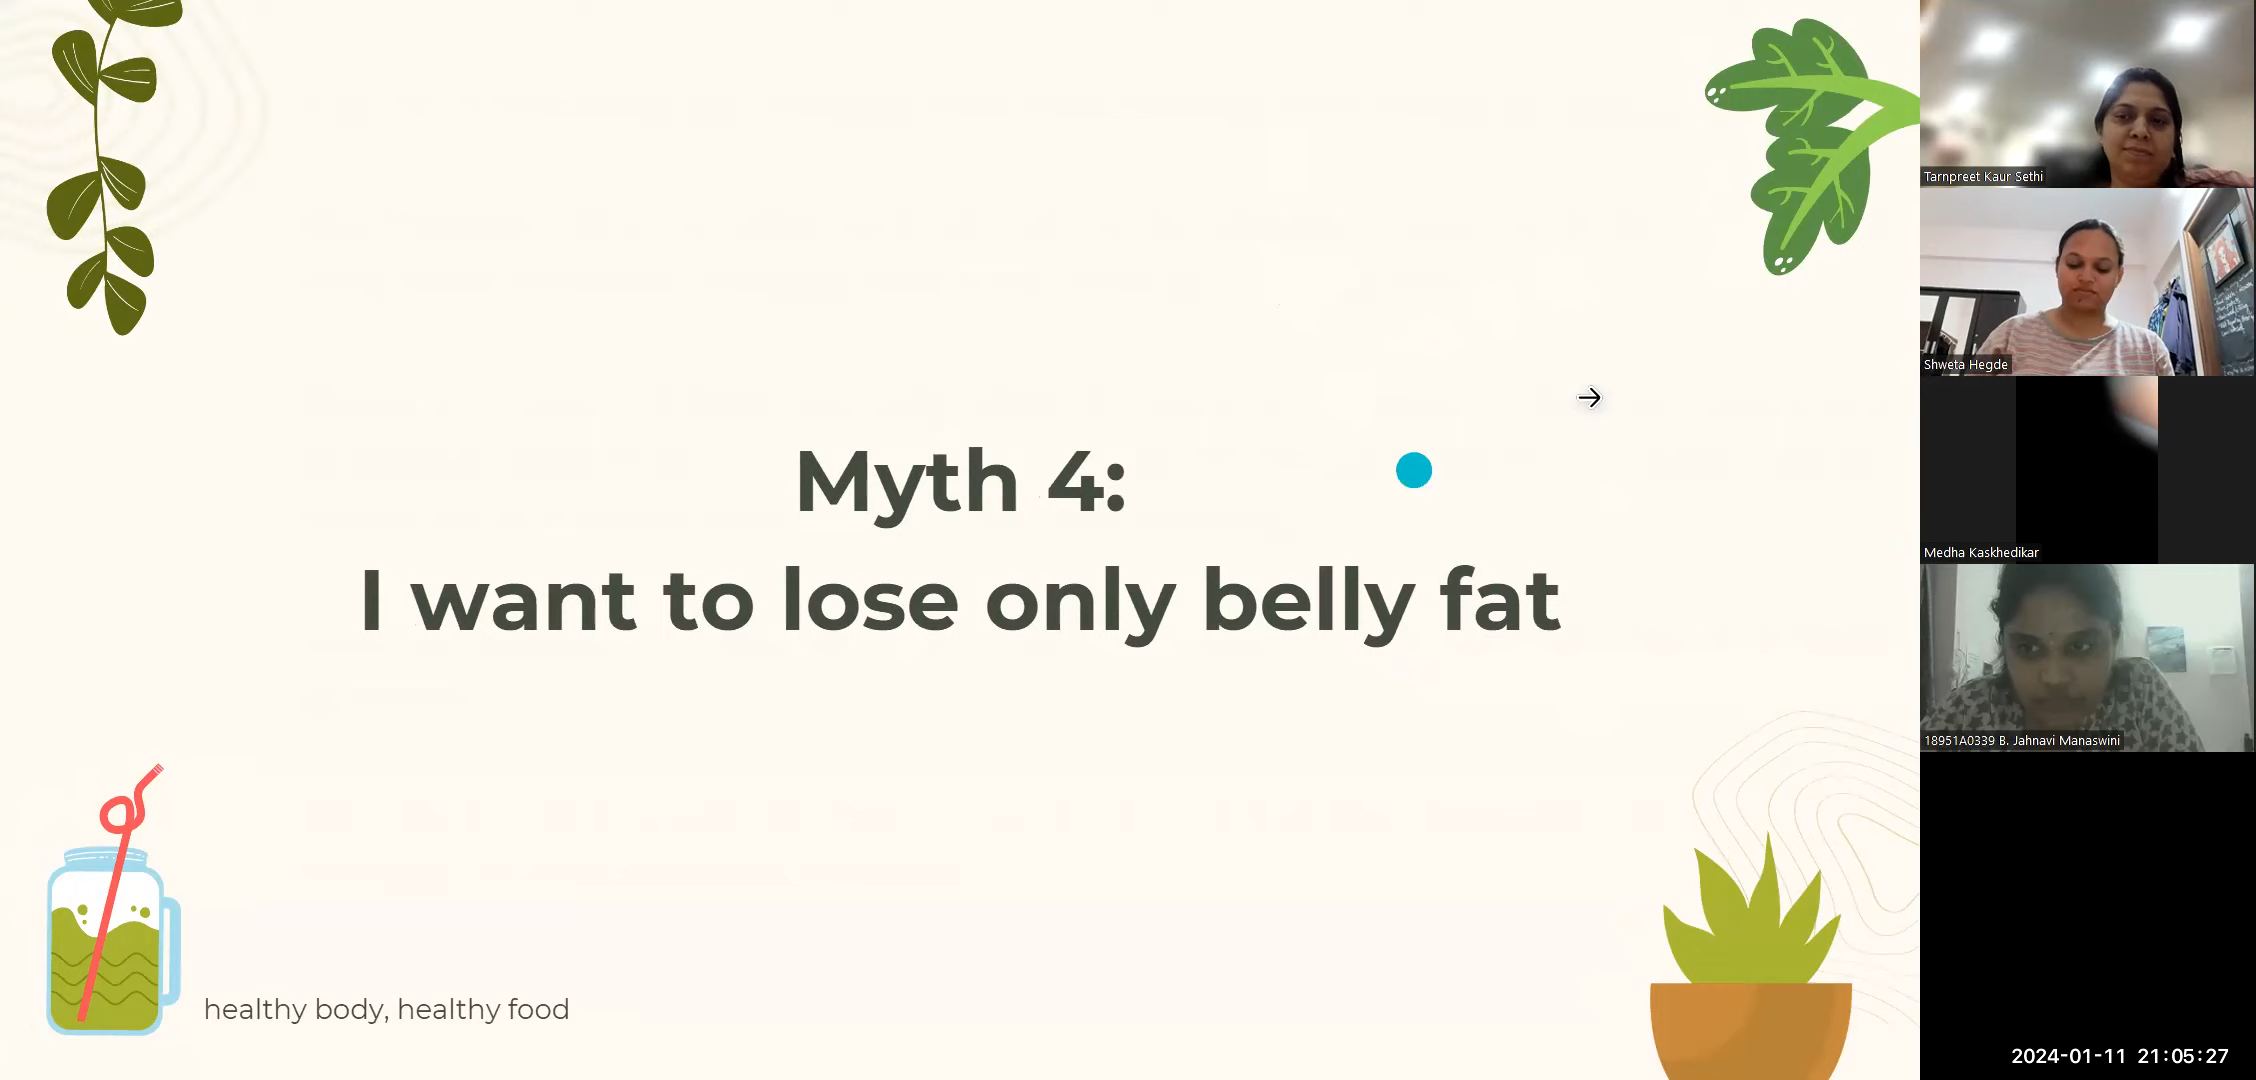 Myth 4:
I want to lose only belly fat
healthy body, healthy food
Tarnpreet Kaur Sethi
Shweta Hegde
Medha Kaskhedikar
18951A0339 B. Jahnavi Manaswini
2024-01-11 21:05:27